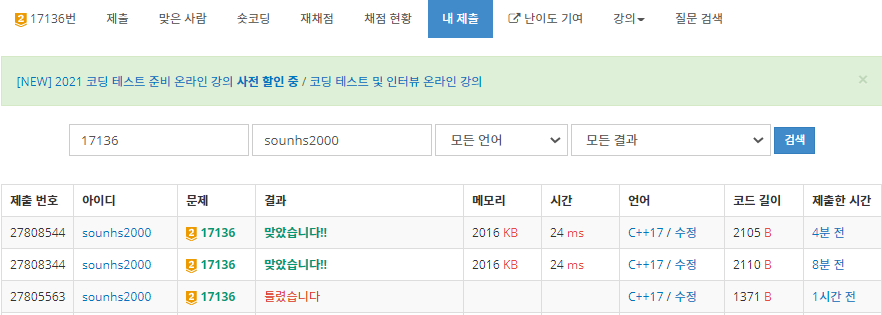 2 17136번 제출 맞은 사람 숏코딩 재채점 채점 현황 내 제출 난이도 기여 강의 질문 검색
[NEW] 2021 코딩 테스트 준비 온라인 강의 사전 할인 중 / 코딩 테스트 및 인터뷰 온라인 강의 ×
17136 sounhs2000 모든 언어 모든 결과 검색
제출 번호 아이디 문제 결과 메모리 시간 언어 코드 길이 제출한 시간
27808544 sounhs2000 2 17136 맞았습니다!! 2016 KB 24 ms C++17 / 수정 2105 B 4분 전
27808344 sounhs2000 2 17136 맞았습니다!! 2016 KB 24 ms C++17 / 수정 2110 B 8분 전
27805563 sounhs2000 2 17136 틀렸습니다 C++17 / 수정 1371 B 1시간 전